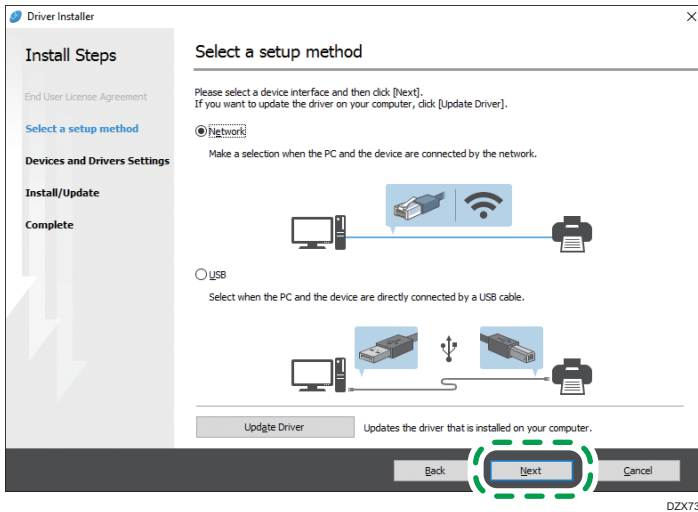 Driver Installer
Install Steps
End User License Agreement
Select a setup method
Devices and Drivers Settings
Install/Update
Complete
Select a setup method
Please select a device interface and then click [Next].
If you want to update the driver on your computer, click [Update Driver].
Network
Make a selection when the PC and the device are connected by the network.
USB
Select when the PC and the device are directly connected by a USB cable.
Update Driver
Updates the driver that is installed on your computer.
Back
Next
Cancel
DZX73